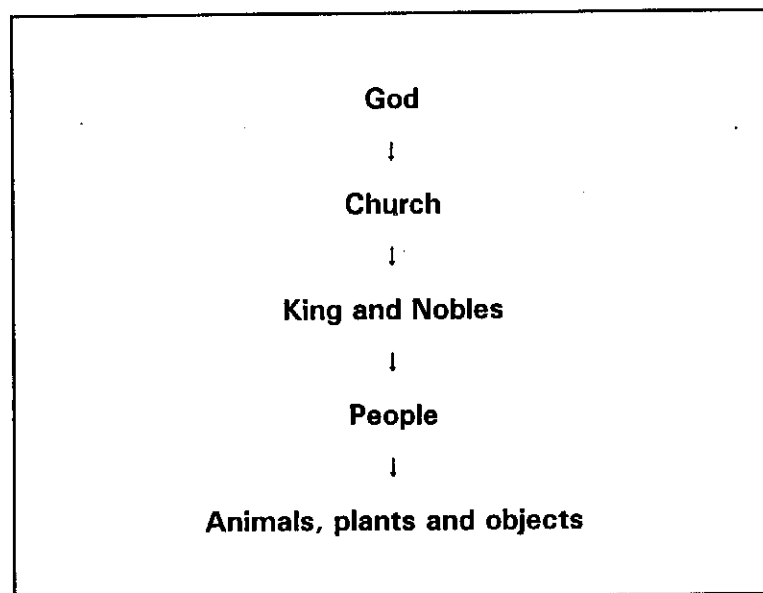 God
↓
Church
↓
King and Nobles
↓
People
↓
Animals, plants and objects